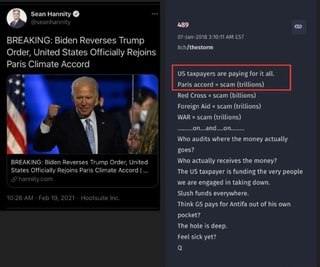 Sean Hannity
@seanhannity
BREAKING: Biden Reverses Trump
Order, United States Officially Rejoins
Paris Climate Accord
BREAKING: Biden Reverses Trump Order, United
States Officially Rejoins Paris Climate Accord | ...
hannity.com
10:26 AM · Feb 19, 2021 · Hootsuite Inc.
489
07-Jan-2018 3:10:11 AM EST
8ch/thestorm
US taxpayers are paying for it all.
Paris accord = scam (trillions)
Red Cross = scam (billions)
Foreign Aid = scam (trillions)
WAR = scam (trillions)
……….on….and….on………
Who audits where the money actually
goes?
Who actually receives the money?
The US taxpayer is funding the very people
we are engaged in taking down.
Slush funds everywhere.
Think GS pays for Antifa out of his own
pocket?
The hole is deep.
Feel sick yet?
Q